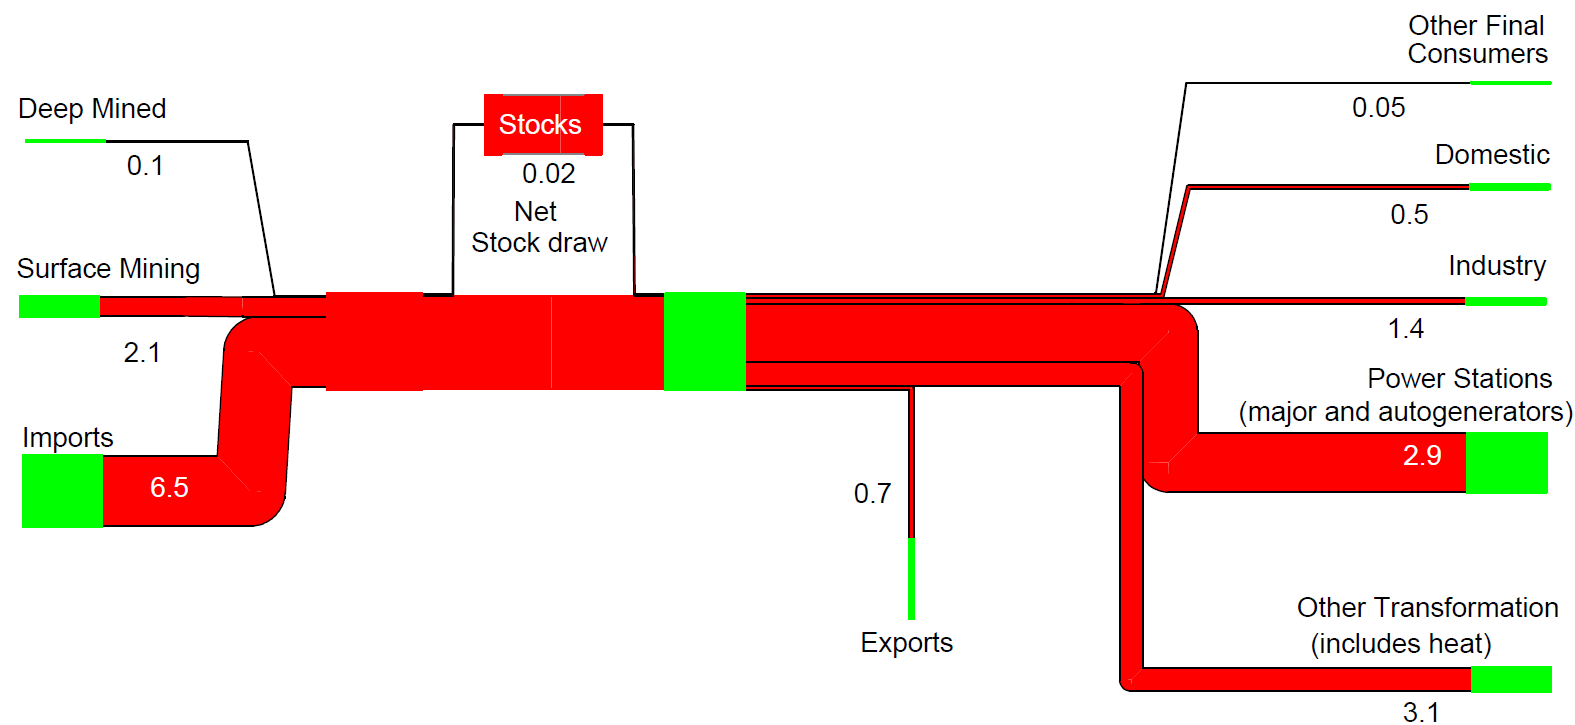 Other Final
Consumers
0.05
Deep Mined
0.1
Stocks
0.02
Net
Stock draw
Domestic
0.5
Surface Mining
2.1
Industry
1.4
Imports
6.5
Power Stations
(major and autogenerators)
2.9
0.7
Exports
Other Transformation
(includes heat)
3.1